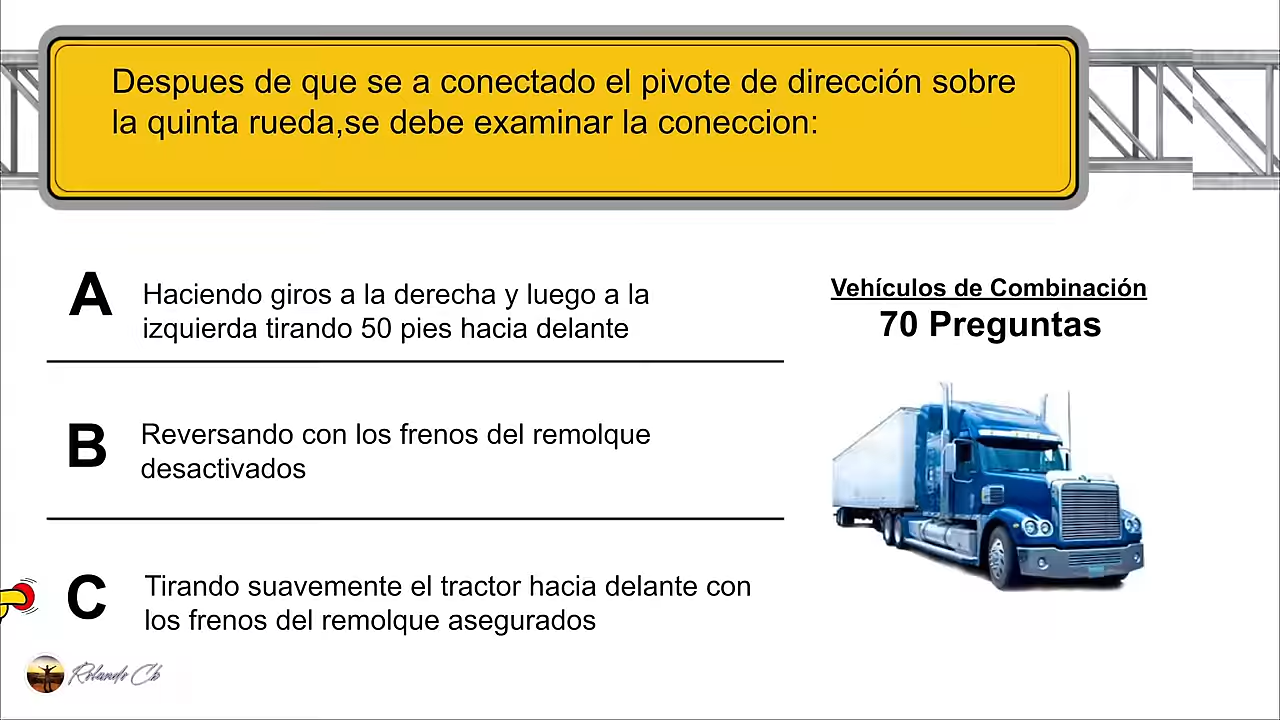 Despues de que se a conectado el pivote de dirección sobre
la quinta rueda,se debe examinar la coneccion:
A
Haciendo giros a la derecha y luego a la
izquierda tirando 50 pies hacia delante
B
Reversando con los frenos del remolque
desactivados
C
Tirando suavemente el tractor hacia delante con
los frenos del remolque asegurados
Vehículos de Combinación
70 Preguntas
Rolando Cb